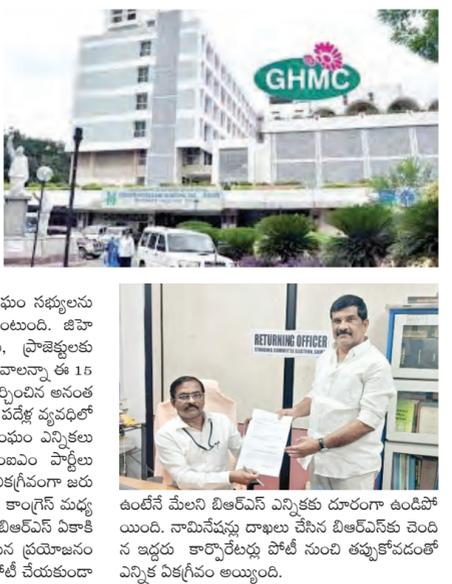 GHMC
RETURNING OFFICER
ఘం సభ్యులను
ంటుంది. జిహె
, ప్రాజెక్టులకు
వాలన్నా ఈ 15
ర్చించిన అనంత
పదేళ్ల వ్యవధిలో
ంఘం ఎన్నికలు
ంఐఎం పార్టీలు
ఏకగ్రీవంగా జరు
కాంగ్రెస్ మధ్య
బిఆర్ఎస్ ఏకాకి
న ప్రయోజనం
టీ చేయకుండా
ఉంటేనే మేలని బిఆర్ఎస్ ఎన్నికకు దూరంగా ఉండిపో
యింది. నామినేషన్లు దాఖలు చేసిన బిఆర్ఎస్‌కు చెంది
న ఇద్దరు కార్పొరేటర్లు పోటీ నుంచి తప్పుకోవడంతో
ఎన్నిక ఏకగ్రీవం అయ్యింది.